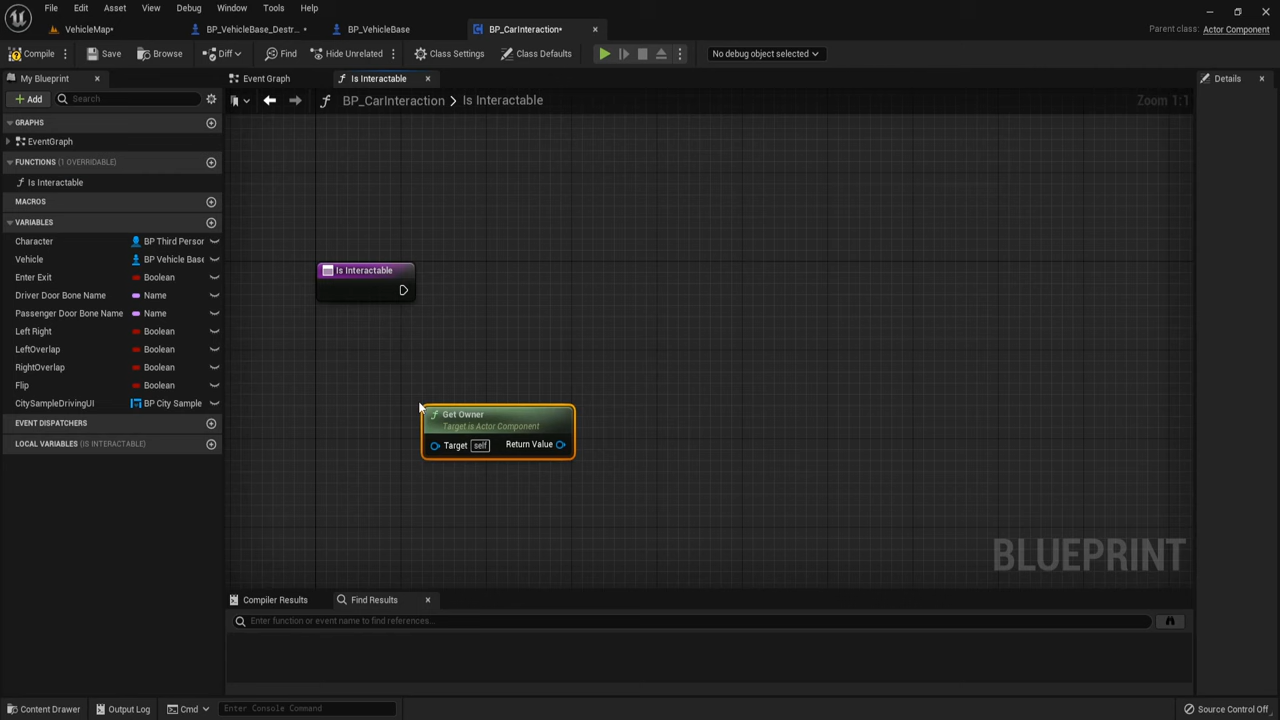 File Edit Asset View Debug Window Tools Help
VehicleMap* BP_VehicleBase_Destr... BP_VehicleBase BP_CarInteraction* Parent class: Actor Component
Compile Save Browse Diff Find Hide Unrelated Class Settings Class Defaults No debug object selected
My Blueprint Event Graph Is Interactable Details
Add Search BP_CarInteraction > Is Interactable Zoom 1:1
GRAPHS
EventGraph
FUNCTIONS (1 OVERRIDABLE)
Is Interactable
MACROS
VARIABLES
Character BP Third Person
Vehicle BP Vehicle Base
Enter Exit Boolean
Driver Door Bone Name Name
Passenger Door Bone Name Name
Left Right Boolean
LeftOverlap Boolean
RightOverlap Boolean
Flip Boolean
CitySampleDrivingUI BP City Sample
EVENT DISPATCHERS
LOCAL VARIABLES (IS INTERACTABLE)
Is Interactable
Get Owner
Target is Actor Component
Target self Return Value
BLUEPRINT
Compiler Results Find Results
Enter function or event name to find references...
Content Drawer Output Log Cmd Enter Console Command Source Control Off